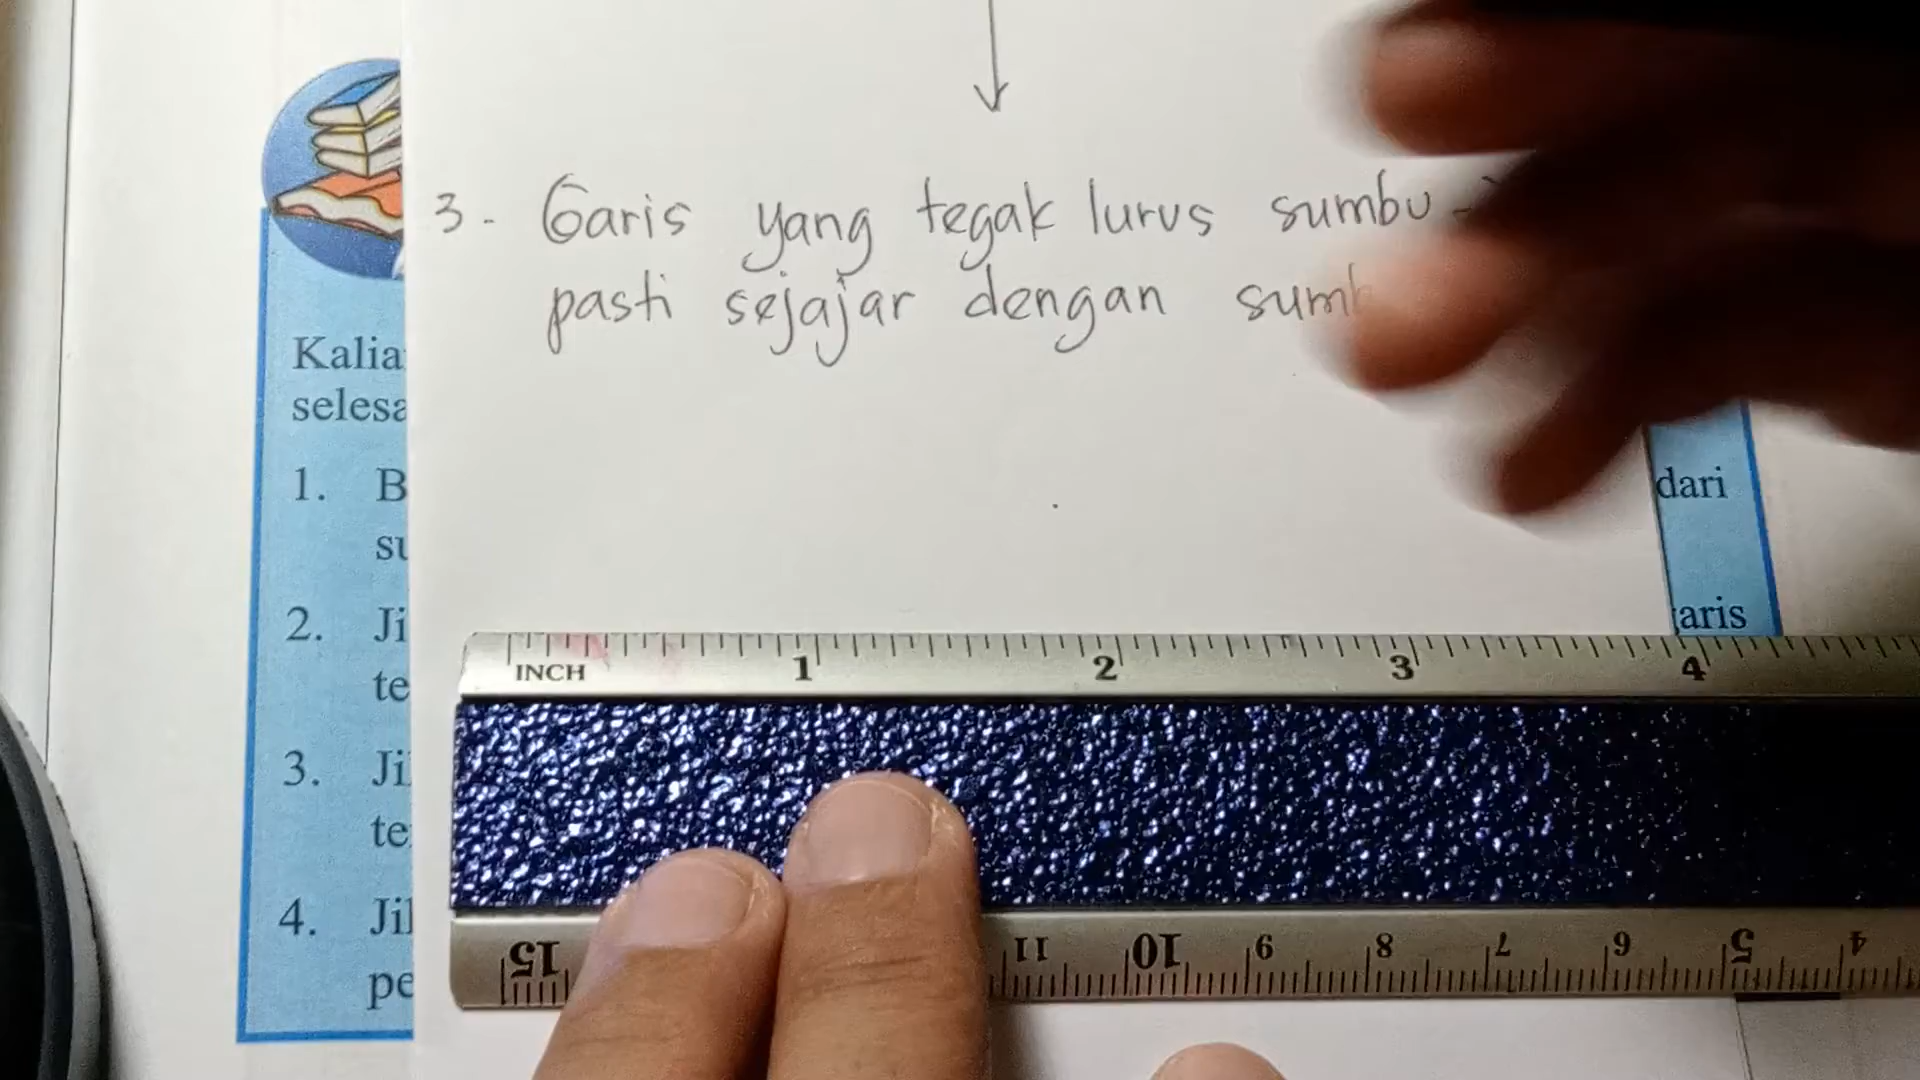 3. Garis yang tegak lurus sumbu
pasti sejajar dengan
Kalia
selesa
1. B
su
dari
2. Ji
te
aris
3. Ji
te
4. Jil
pe
INCH 1 2 3 4
15 11 10 9 8 7 6 5 4